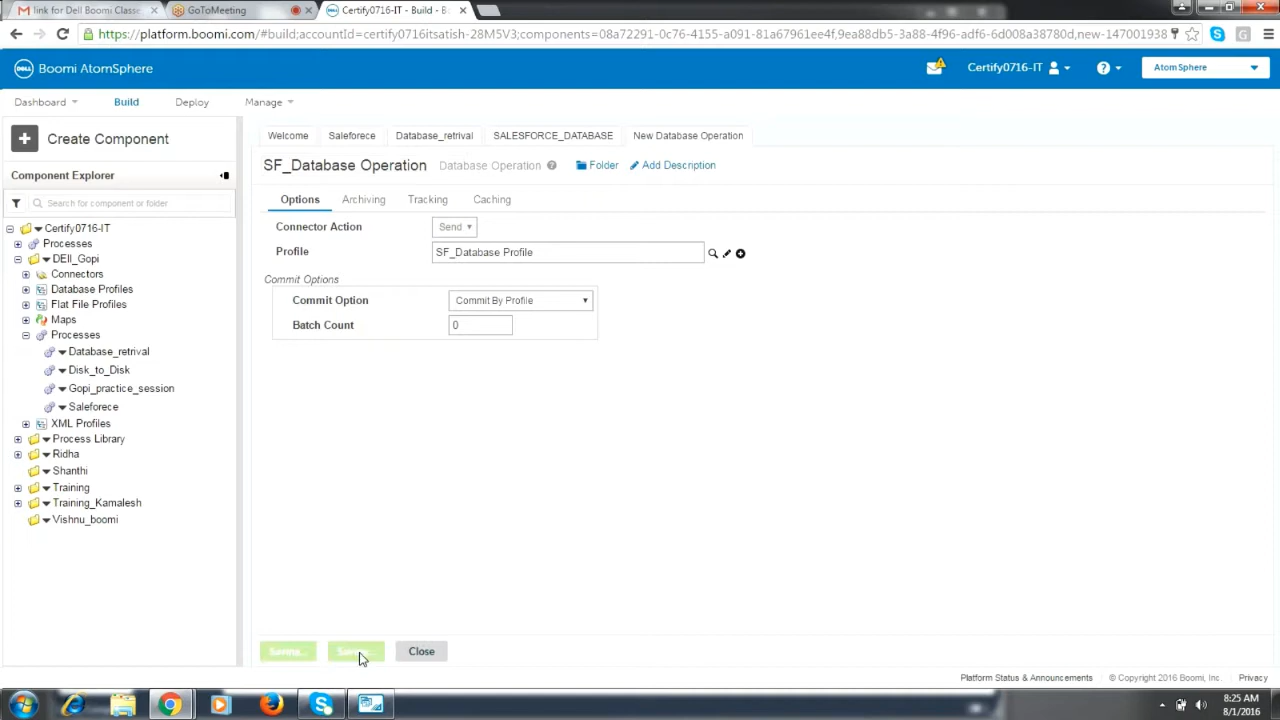 link for Dell Boomi Classe
GoToMeeting
Certify0716-IT - Build - B
https://platform.boomi.com/#build;accountId=certify0716itsatish-28M5V3;components=08a72291-0c76-4155-a091-81a67961ee4f,9ea88db5-3a88-4f96-adf6-6d008a38780d,new-147001938
DELL Boomi AtomSphere
Certify0716-IT
AtomSphere
Dashboard Build Deploy Manage
Create Component
Welcome Saleforece Database_retrival SALESFORCE_DATABASE New Database Operation
SF_Database Operation Database Operation Folder Add Description
Component Explorer
Search for component or folder
Options Archiving Tracking Caching
Connector Action Send
Profile SF_Database Profile
Commit Options
Commit Option Commit By Profile
Batch Count 0
Certify0716-IT
Processes
DEll_Gopi
Connectors
Database Profiles
Flat File Profiles
Maps
Processes
Database_retrival
Disk_to_Disk
Gopi_practice_session
Saleforece
XML Profiles
Process Library
Ridha
Shanthi
Training
Training_Kamalesh
Vishnu_boomi
Saving... Saving... Close
Platform Status & Announcements © Copyright 2016 Boomi, Inc. Privacy
8:25 AM
8/1/2016